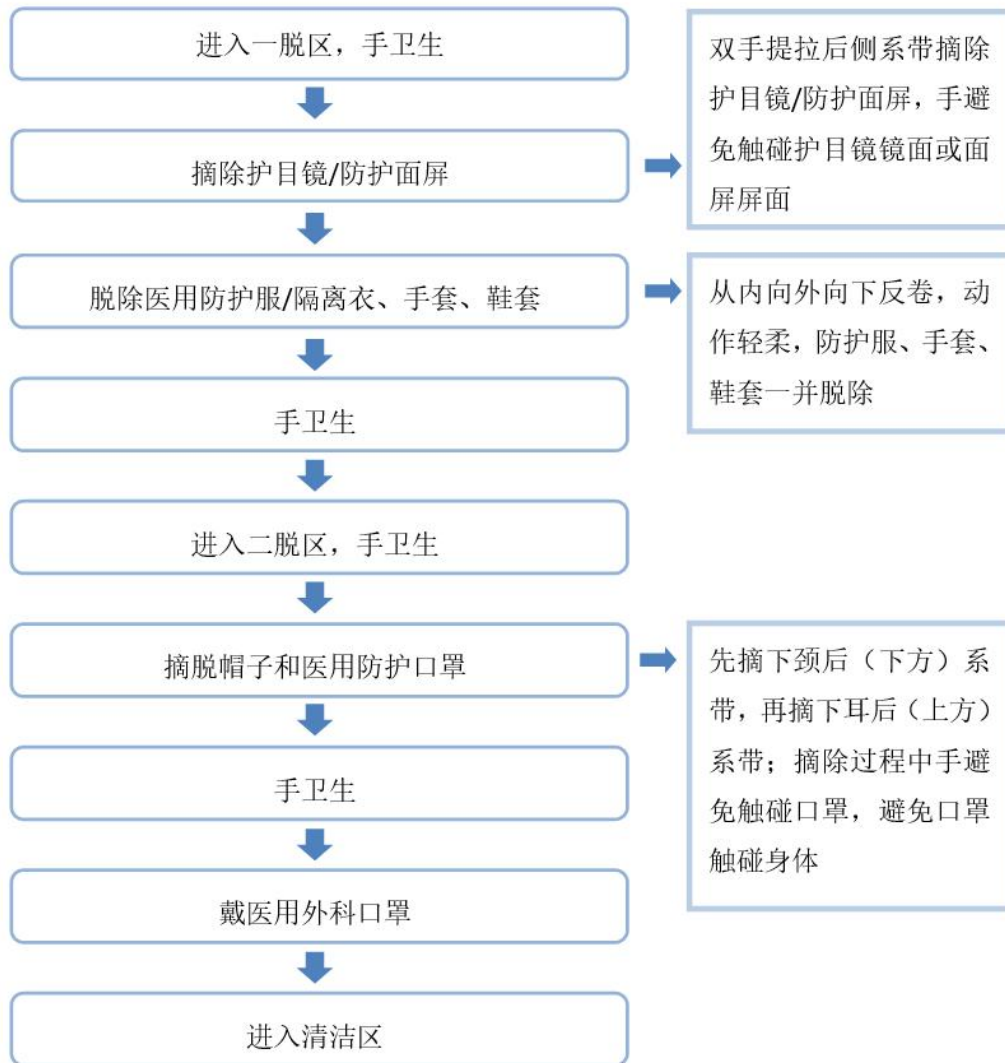 进入一脱区，手卫生
双手提拉后侧系带摘除
护目镜/防护面屏，手避
免触碰护目镜镜面或面
屏屏面
摘除护目镜/防护面屏
脱除医用防护服/隔离衣、手套、鞋套
从内向外向下反卷，动
作轻柔，防护服、手套、
鞋套一并脱除
手卫生
进入二脱区，手卫生
摘脱帽子和医用防护口罩
先摘下颈后（下方）系
带，再摘下耳后（上方）
系带；摘除过程中手避
免触碰口罩，避免口罩
触碰身体
手卫生
戴医用外科口罩
进入清洁区